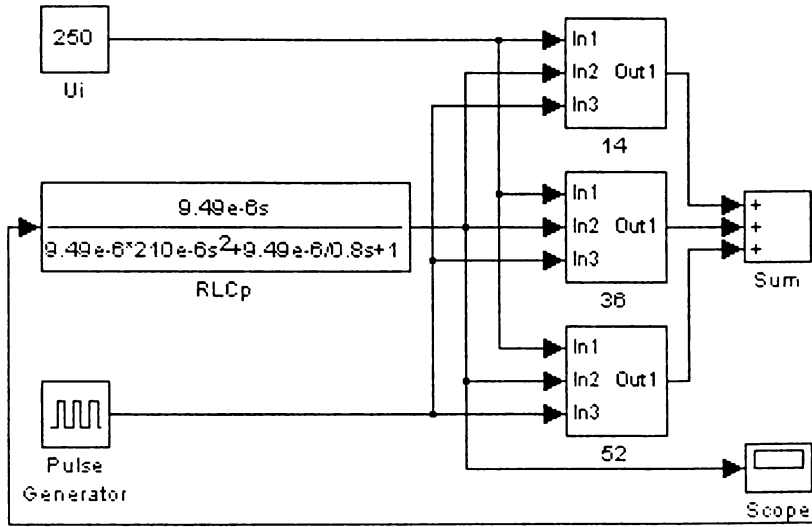 250
Ui
In1
In2 Out1
In3
14
9.49e-6s
9.49e-6*210e-6s2+9.49e-6/0.8s+1
RLCp
In1
In2 Out1
In3
36
+
+
+
Sum
In1
In2 Out1
In3
52
Pulse
Generator
Scope